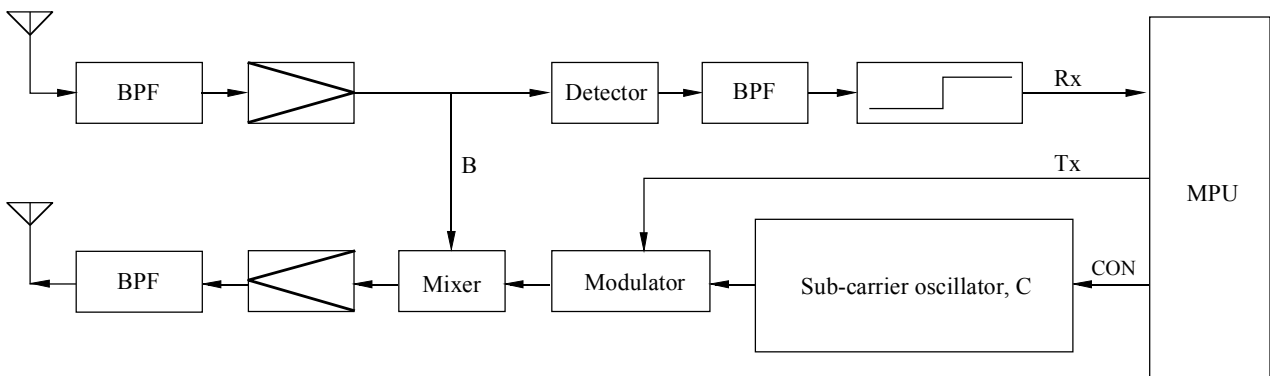 BPF
Detector
BPF
Rx
B
Tx
MPU
BPF
Mixer
Modulator
Sub-carrier oscillator, C
CON